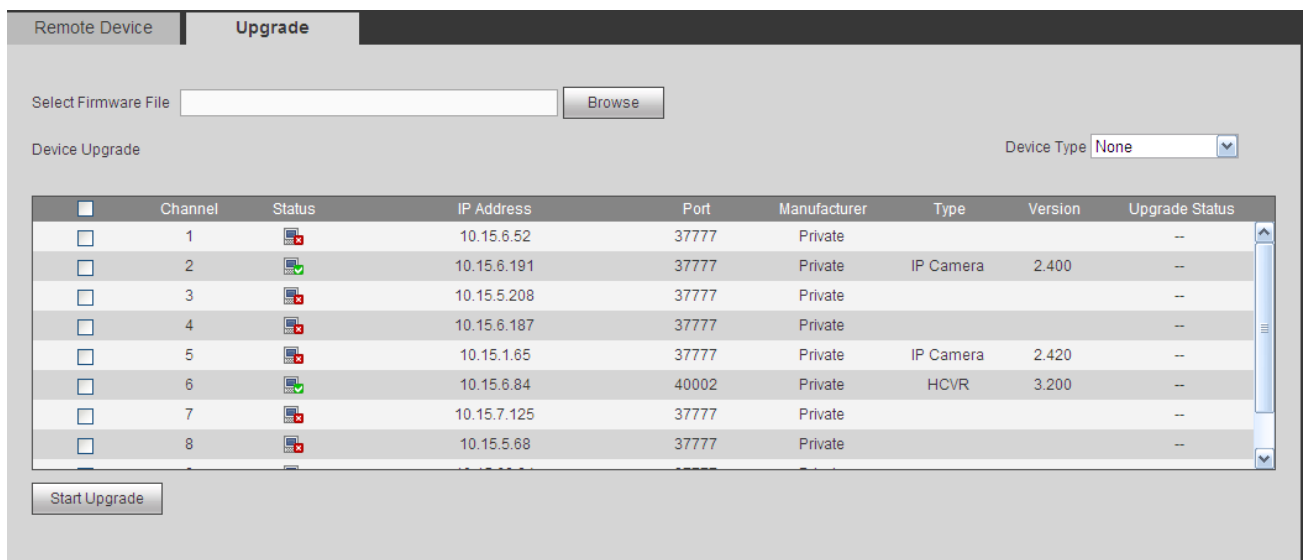 Remote Device Upgrade
Select Firmware File Browse
Device Upgrade Device Type None
Channel Status IP Address Port Manufacturer Type Version Upgrade Status
1 10.15.6.52 37777 Private --
2 10.15.6.191 37777 Private IP Camera 2.400 --
3 10.15.5.208 37777 Private --
4 10.15.6.187 37777 Private --
5 10.15.1.65 37777 Private IP Camera 2.420 --
6 10.15.6.84 40002 Private HCVR 3.200 --
7 10.15.7.125 37777 Private --
8 10.15.5.68 37777 Private --
Start Upgrade